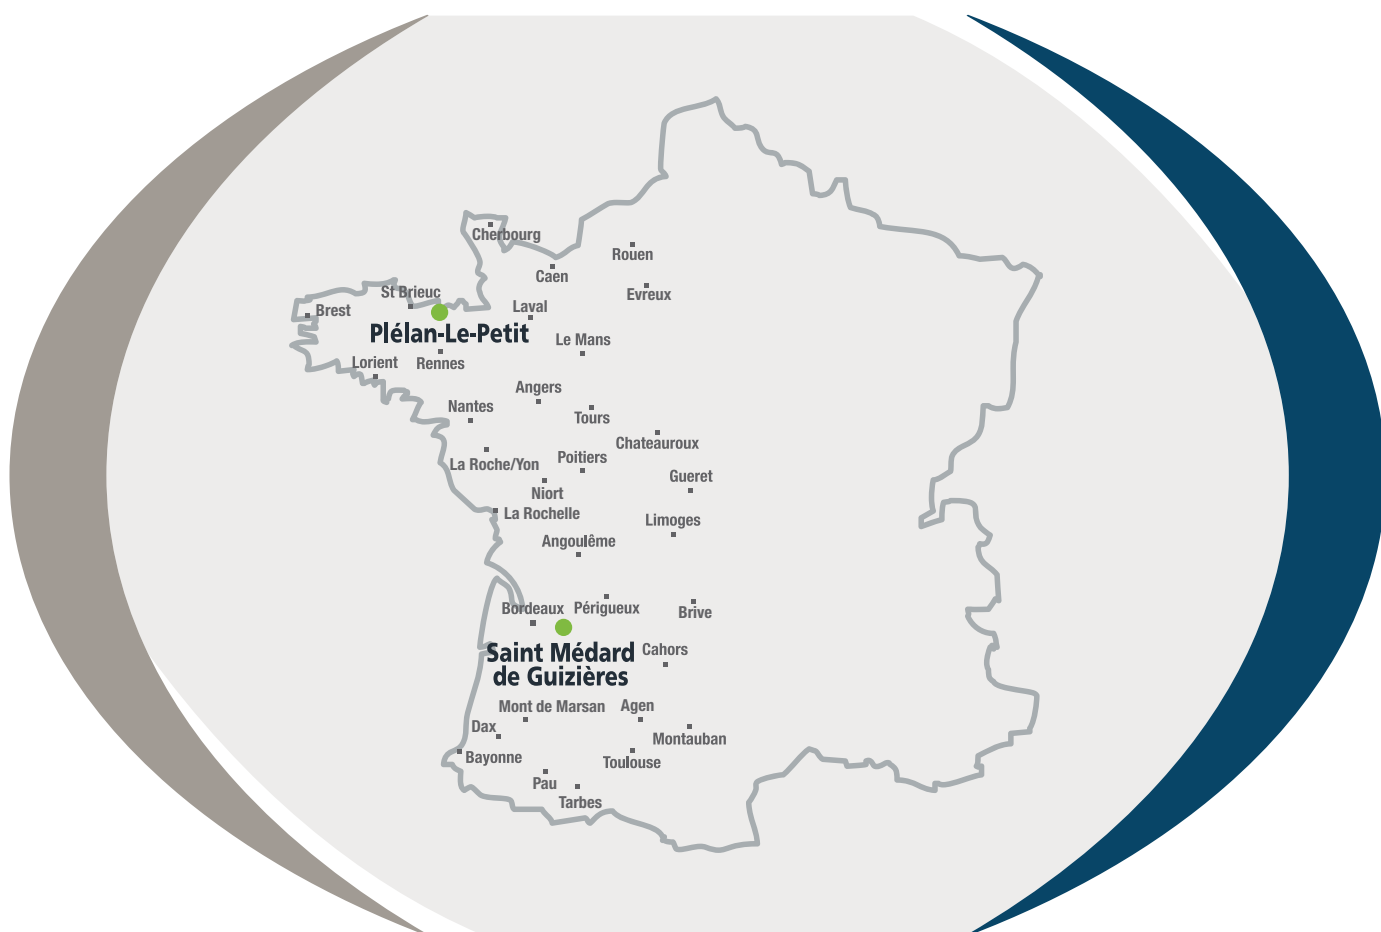 Cherbourg
Rouen
Caen
Evreux
St Brieuc
Laval
Brest
Plélan-Le-Petit
Le Mans
Lorient
Rennes
Angers
Nantes
Tours
Chateauroux
La Roche/Yon
Poitiers
Gueret
Niort
La Rochelle
Limoges
Angoulême
Bordeaux
Périgueux
Brive
Saint Médard
de Guizières
Cahors
Mont de Marsan
Agen
Dax
Montauban
Bayonne
Toulouse
Pau
Tarbes